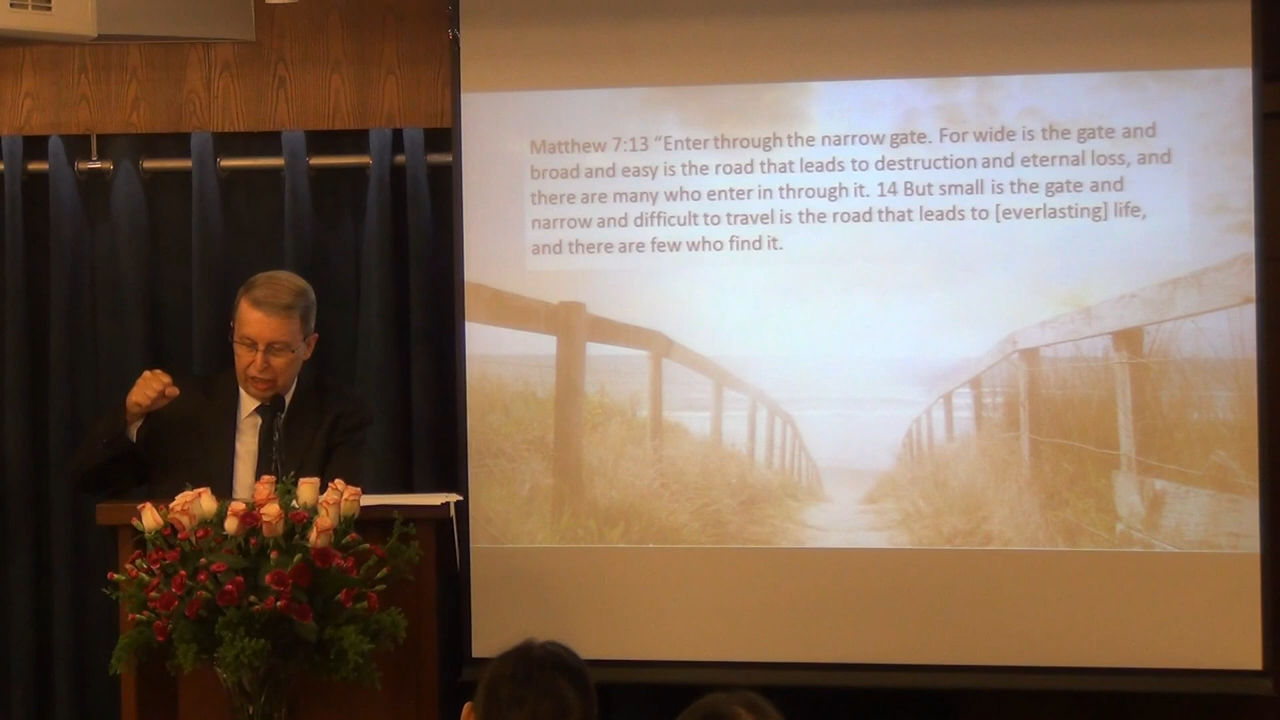 Matthew 7:13 “Enter through the narrow gate. For wide is the gate and
broad and easy is the road that leads to destruction and eternal loss, and
there are many who enter in through it. 14 But small is the gate and
narrow and difficult to travel is the road that leads to [everlasting] life,
and there are few who find it.